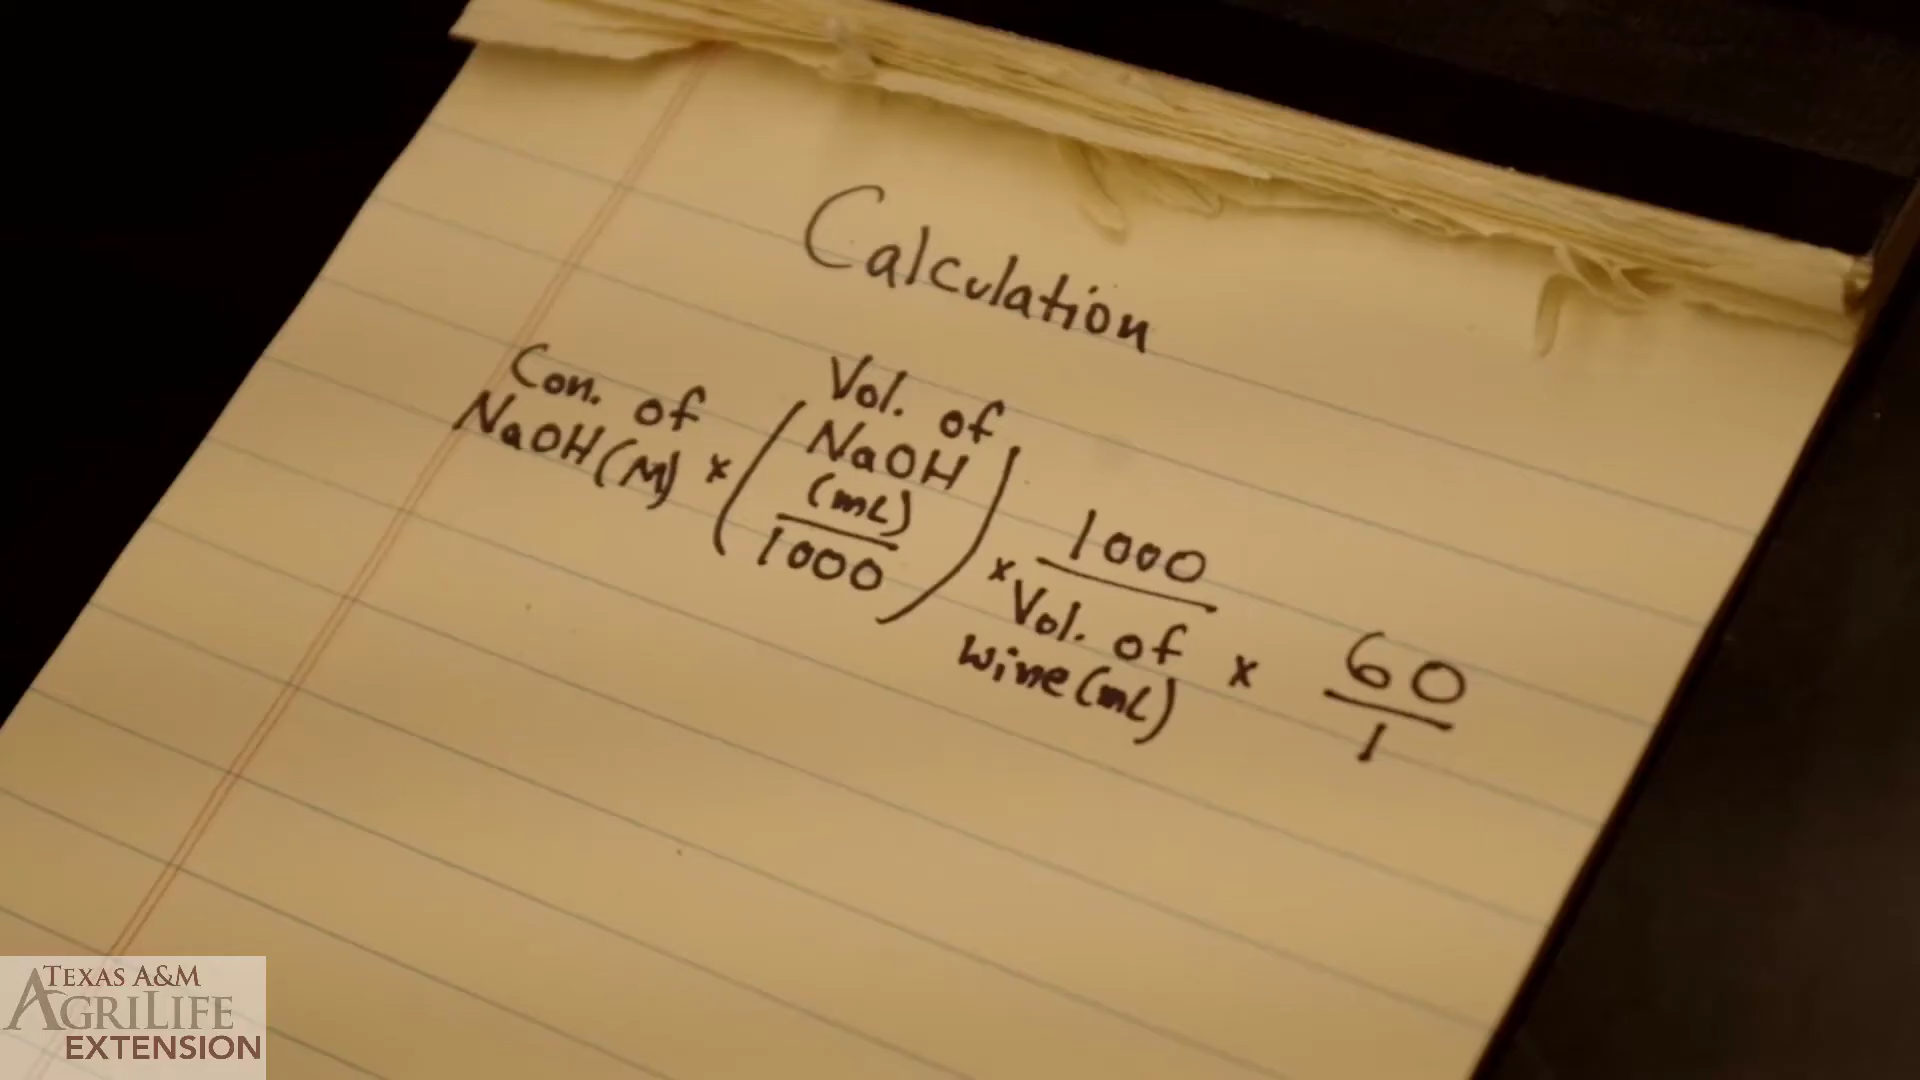 Calculation
Con. of
NaOH (M) x
Vol. of
NaOH
(mL)
1000
x
1000
Vol. of
wine (mL)
x
60
1
TEXAS A&M
AGRILIFE
EXTENSION